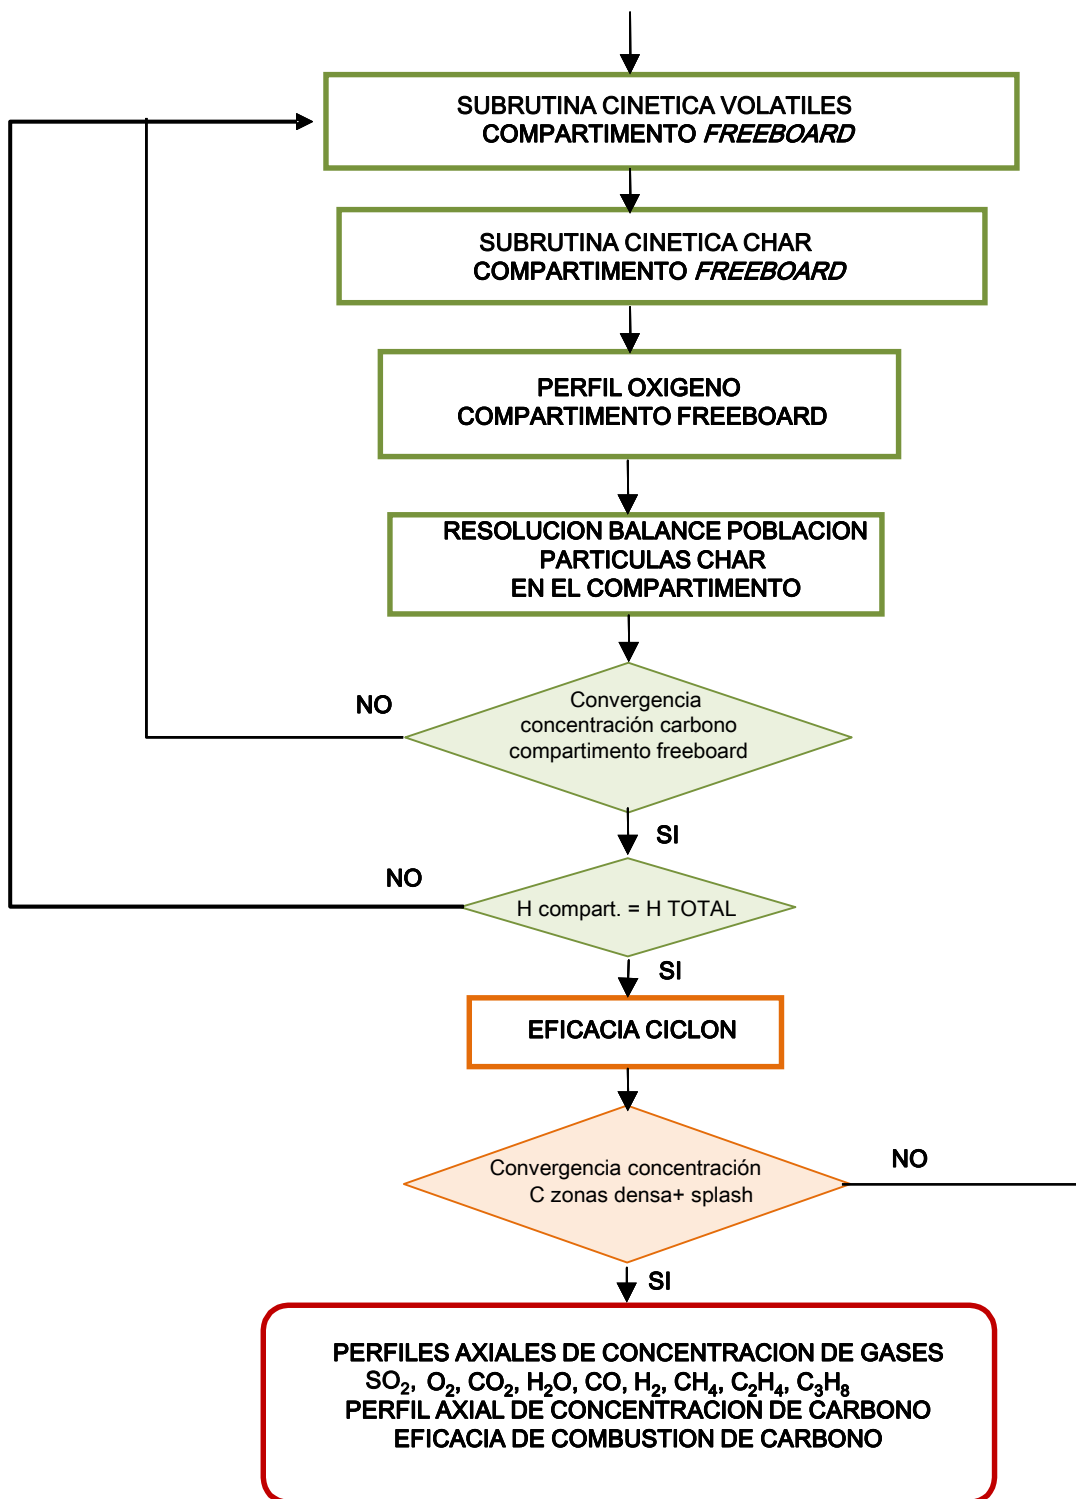 SUBRUTINA CINETICA VOLATILES
COMPARTIMENTO FREEBOARD
SUBRUTINA CINETICA CHAR
COMPARTIMENTO FREEBOARD
PERFIL OXIGENO
COMPARTIMENTO FREEBOARD
RESOLUCION BALANCE POBLACION
PARTICULAS CHAR
EN EL COMPARTIMENTO
NO
Convergencia
concentración carbono
compartimento freeboard
SI
NO
H compart. = H TOTAL
SI
EFICACIA CICLON
Convergencia concentración
C zonas densa+ splash
NO
SI
PERFILES AXIALES DE CONCENTRACION DE GASES
SO₂, O₂, CO₂, H₂O, CO, H₂, CH₄, C₂H₄, C₃H₈
PERFIL AXIAL DE CONCENTRACION DE CARBONO
EFICACIA DE COMBUSTION DE CARBONO